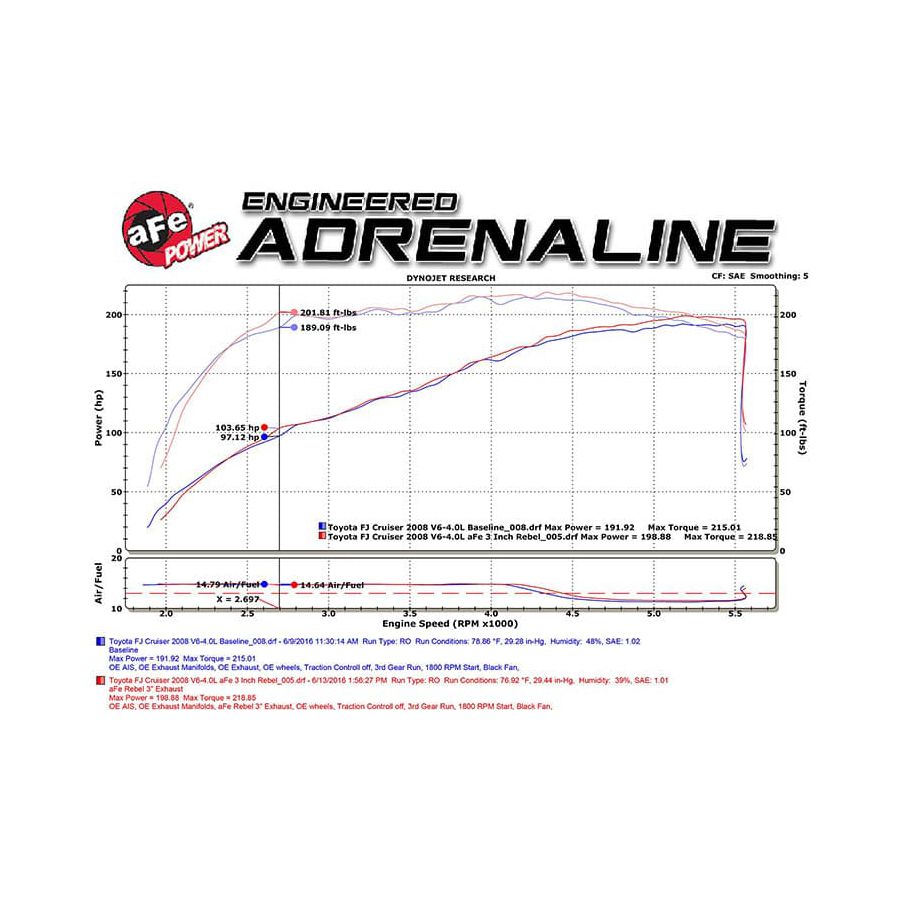 aFe POWER ®
ENGINEERED
ADRENALINE
DYNOJET RESEARCH
CF: SAE Smoothing: 5
200 201.81 ft-lbs 200
189.09 ft-lbs
150 150
Power (hp)
Torque (ft-lbs)
103.65 hp
100 97.12 hp 100
50 50
Toyota FJ Cruiser 2008 V6-4.0L Baseline_008.drf Max Power = 191.92 Max Torque = 215.01
Toyota FJ Cruiser 2008 V6-4.0L aFe 3 Inch Rebel_005.drf Max Power = 198.88 Max Torque = 218.85
0 0
20
Air/Fuel
14.79 Air/Fuel 14.64 Air/Fuel
X = 2.697
10
2.0 2.5 3.0 3.5 4.0 4.5 5.0 5.5
Engine Speed (RPM x1000)
Toyota FJ Cruiser 2008 V6-4.0L Baseline_008.drf - 6/9/2016 11:30:14 AM Run Type: RO Run Conditions: 78.86 °F, 29.28 in-Hg, Humidity: 48%, SAE: 1.02
Baseline
Max Power = 191.92 Max Torque = 215.01
OE AIS, OE Exhaust Manifolds, OE Exhaust, OE wheels, Traction Controll off, 3rd Gear Run, 1800 RPM Start, Black Fan,
Toyota FJ Cruiser 2008 V6-4.0L aFe 3 Inch Rebel_005.drf - 6/13/2016 1:56:27 PM Run Type: RO Run Conditions: 76.92 °F, 29.44 in-Hg, Humidity: 39%, SAE: 1.01
aFe Rebel 3" Exhaust
Max Power = 198.88 Max Torque = 218.85
OE AIS, OE Exhaust Manifolds, aFe Rebel 3" Exhaust, OE wheels, Traction Controll off, 3rd Gear Run, 1800 RPM Start, Black Fan,